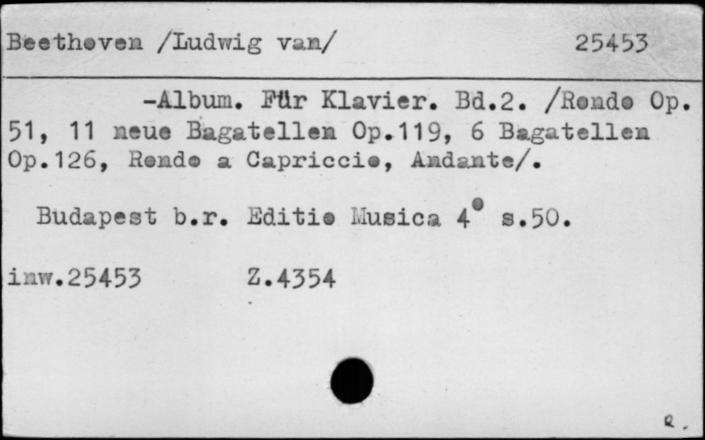 Beethoven /Ludwig van/ 25453
-Album. Für Klavier. Bd.2. /Rondo Op.
51, 11 neue Bagatellen Op.119, 6 Bagatellen
Op.126, Rondo a Capriccio, Andante/.
Budapest b.r. Editio Musica 4° s.50.
inw.25453 Z.4354
R.